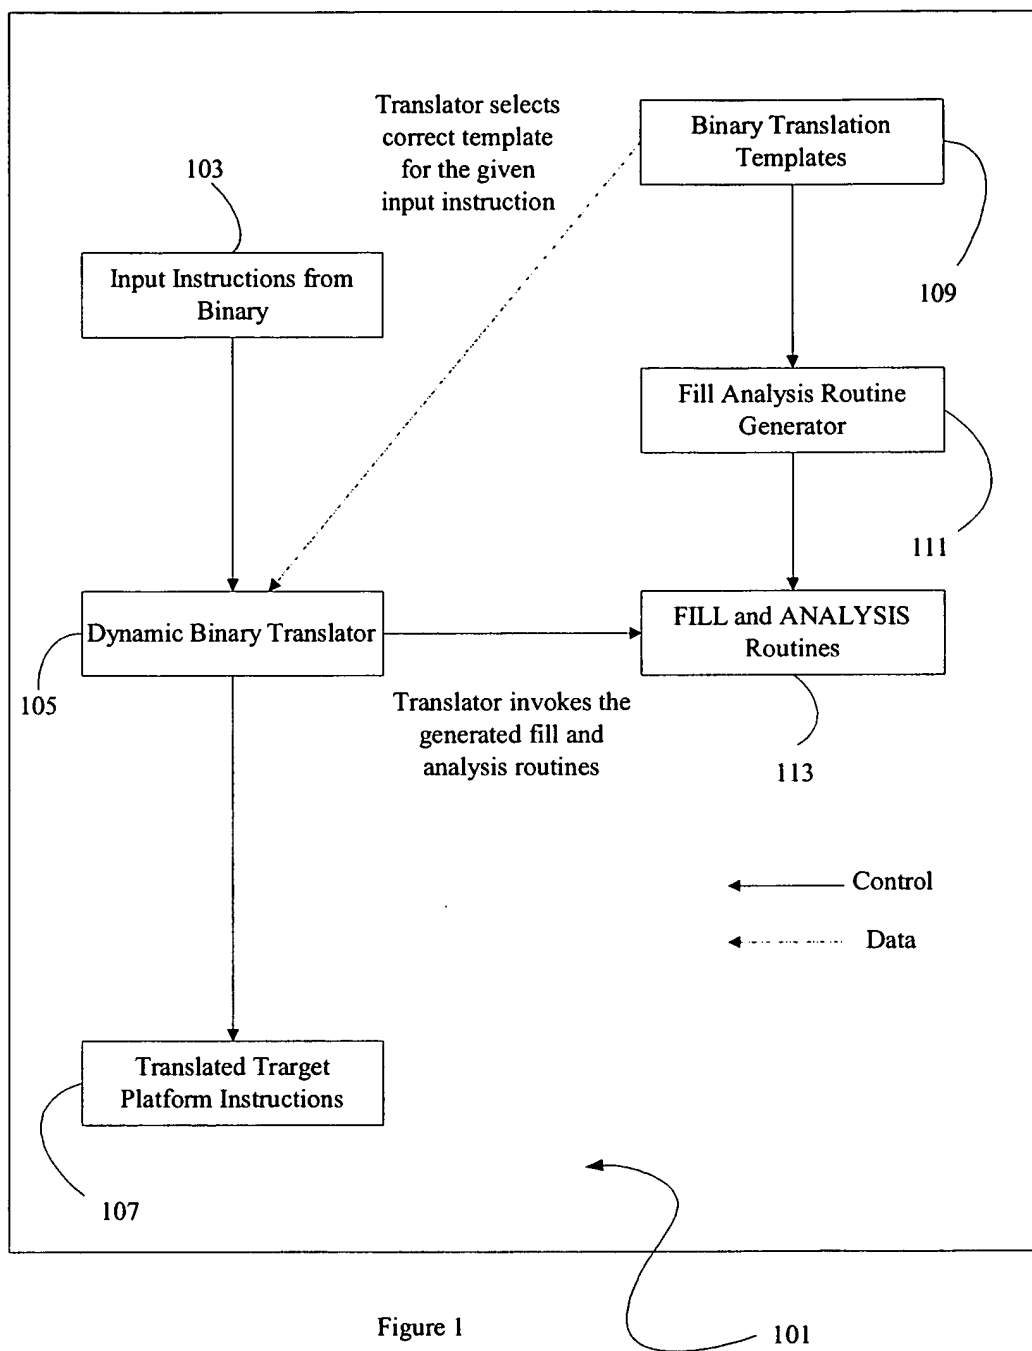 Translator selects
correct template
for the given
input instruction
Binary Translation
Templates
103
109
Input Instructions from
Binary
Fill Analysis Routine
Generator
111
Dynamic Binary Translator
FILL and ANALYSIS
Routines
105
Translator invokes the
generated fill and
analysis routines
113
Control
Data
Translated Trarget
Platform Instructions
107
Figure 1
101